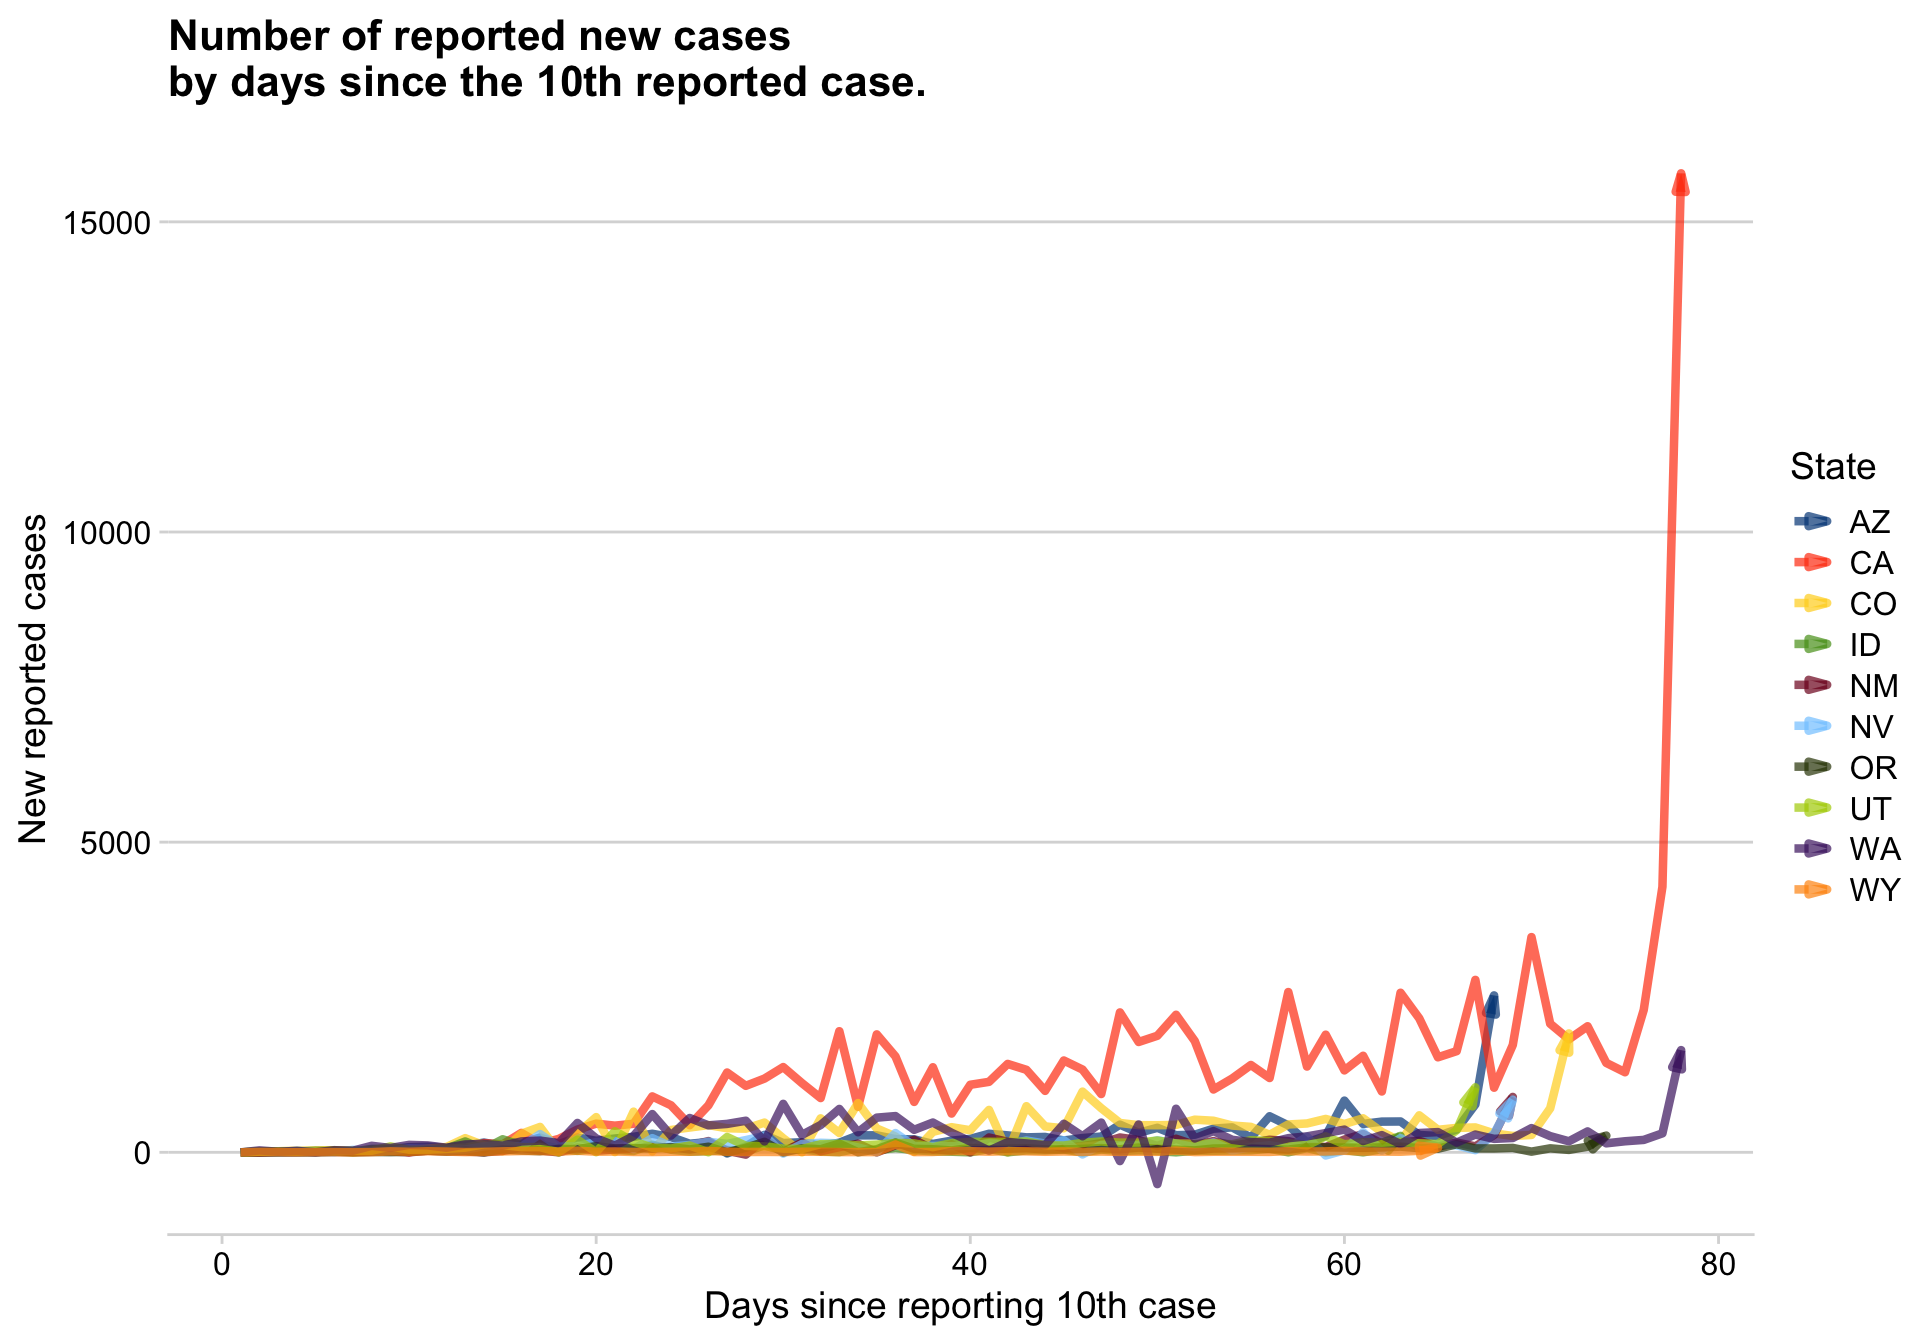 Number of reported new cases
by days since the 10th reported case.
15000
10000
5000
0
New reported cases
0 20 40 60 80
Days since reporting 10th case
State
AZ
CA
CO
ID
NM
NV
OR
UT
WA
WY